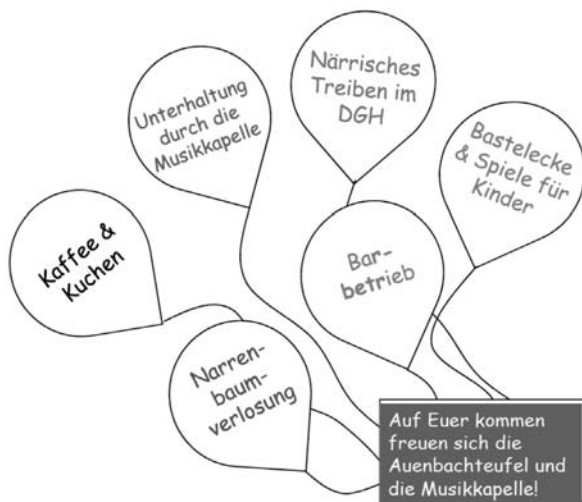 Närrisches
Treiben im
DGH
Unterhaltung
durch die
Musikkapelle
Bastelecke
& Spiele für
Kinder
Kaffee &
Kuchen
Bar-
betrieb
Narren-
baum-
verlosung
Auf Euer kommen
freuen sich die
Auenbachteufel und
die Musikkapelle!